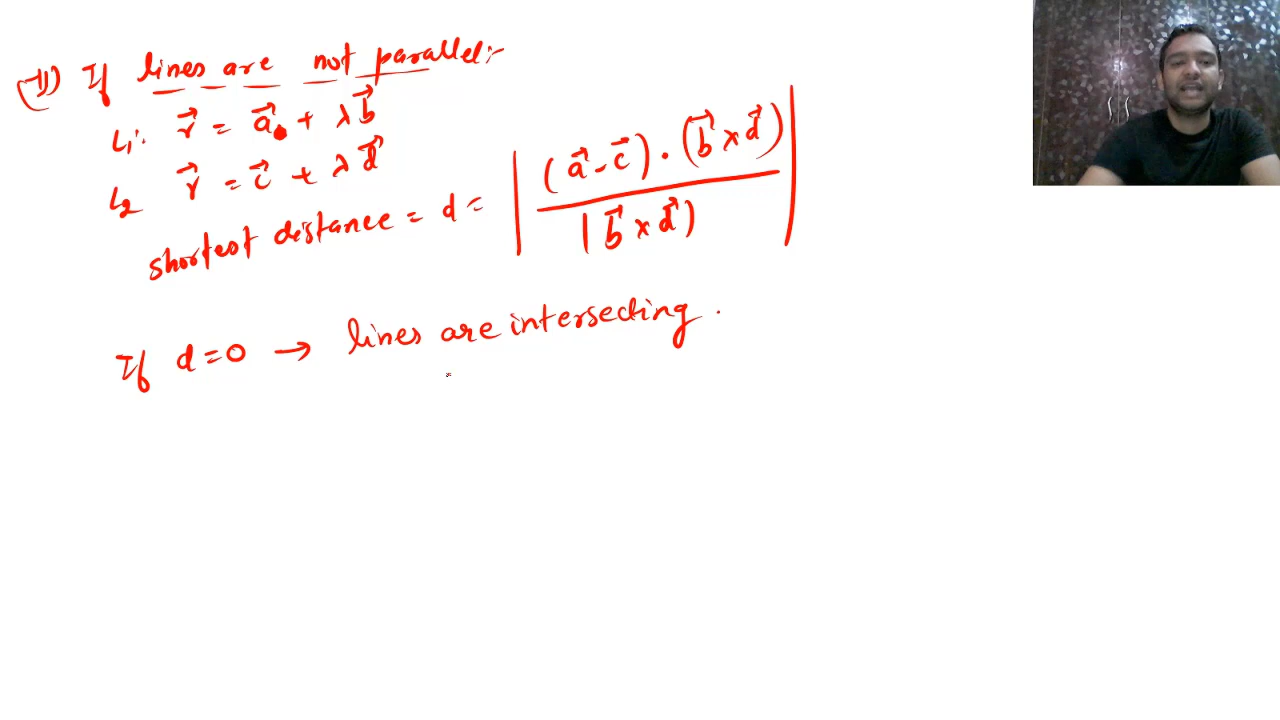 (II) If lines are not parallel:-
L₁: r⃗ = a⃗ + λb⃗
L₂ r⃗ = c⃗ + λd⃗
shortest distance = d = | (a⃗ - c⃗) · (b⃗ × d⃗) / |b⃗ × d⃗| |
If d = 0 → lines are intersecting.